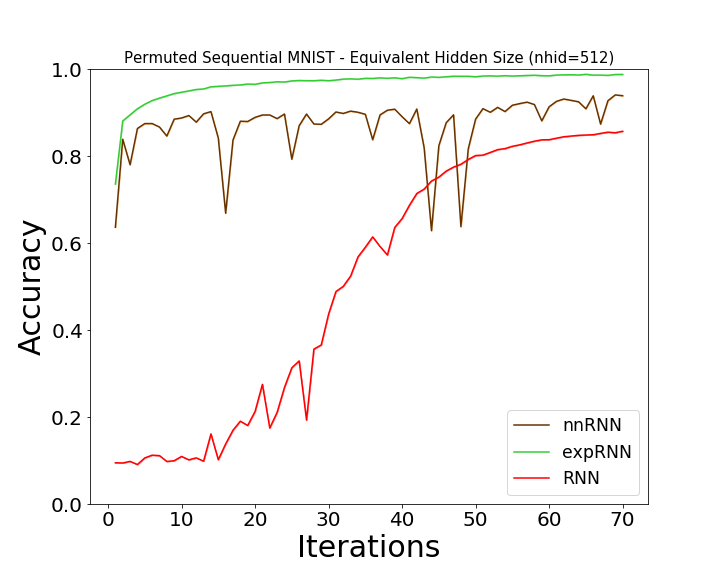 Permuted Sequential MNIST - Equivalent Hidden Size (nhid=512)
1.0
0.8
0.6
0.4
0.2
0.0
Accuracy
nnRNN
expRNN
RNN
0 10 20 30 40 50 60 70
Iterations